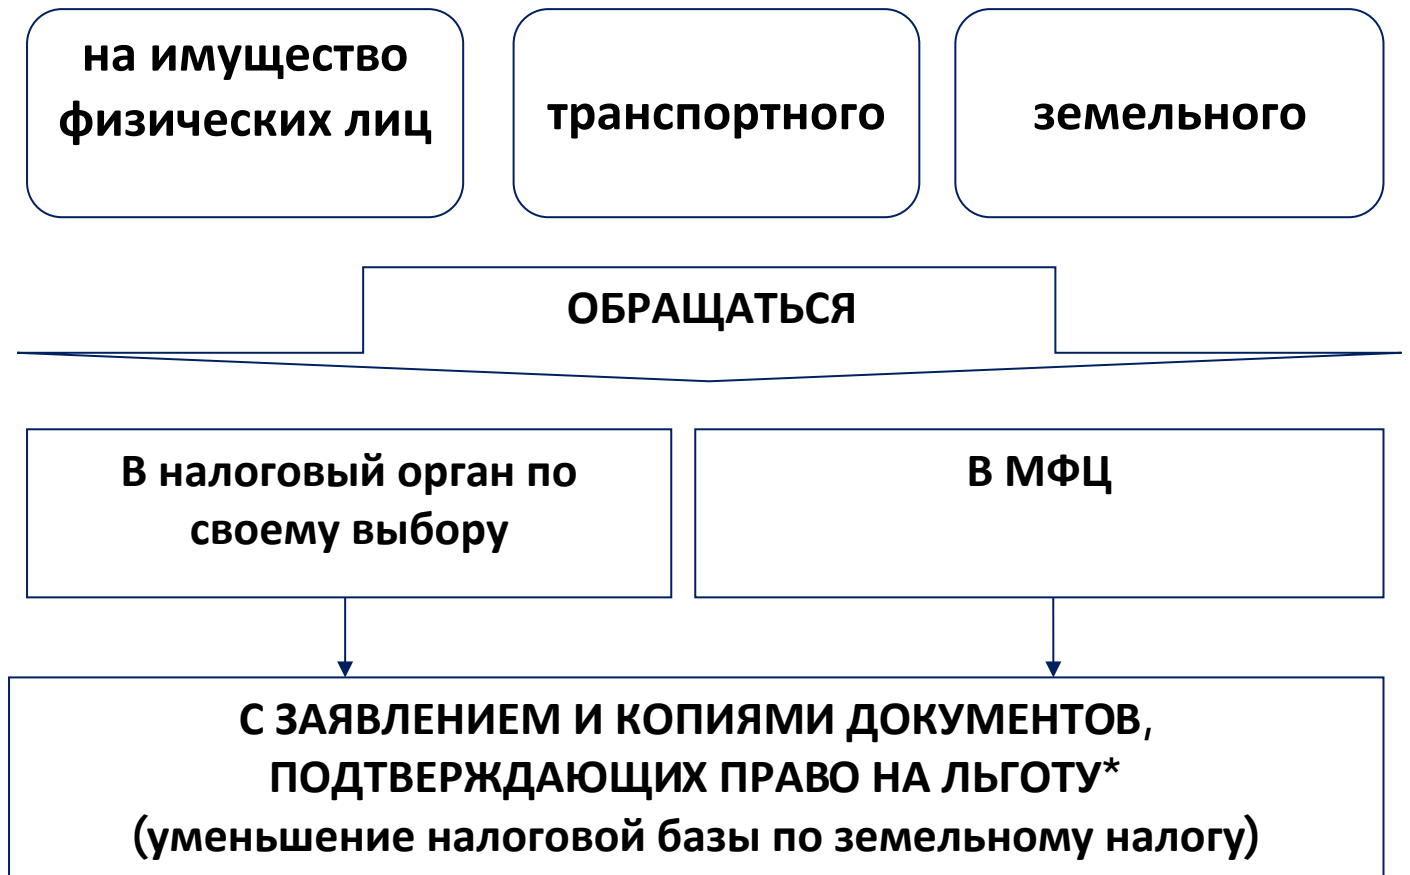 на имущество
физических лиц
транспортного
земельного
ОБРАЩАТЬСЯ
В налоговый орган по
своему выбору
В МФЦ
С ЗАЯВЛЕНИЕМ И КОПИЯМИ ДОКУМЕНТОВ,
ПОДТВЕРЖДАЮЩИХ ПРАВО НА ЛЬГОТУ*
(уменьшение налоговой базы по земельному налогу)